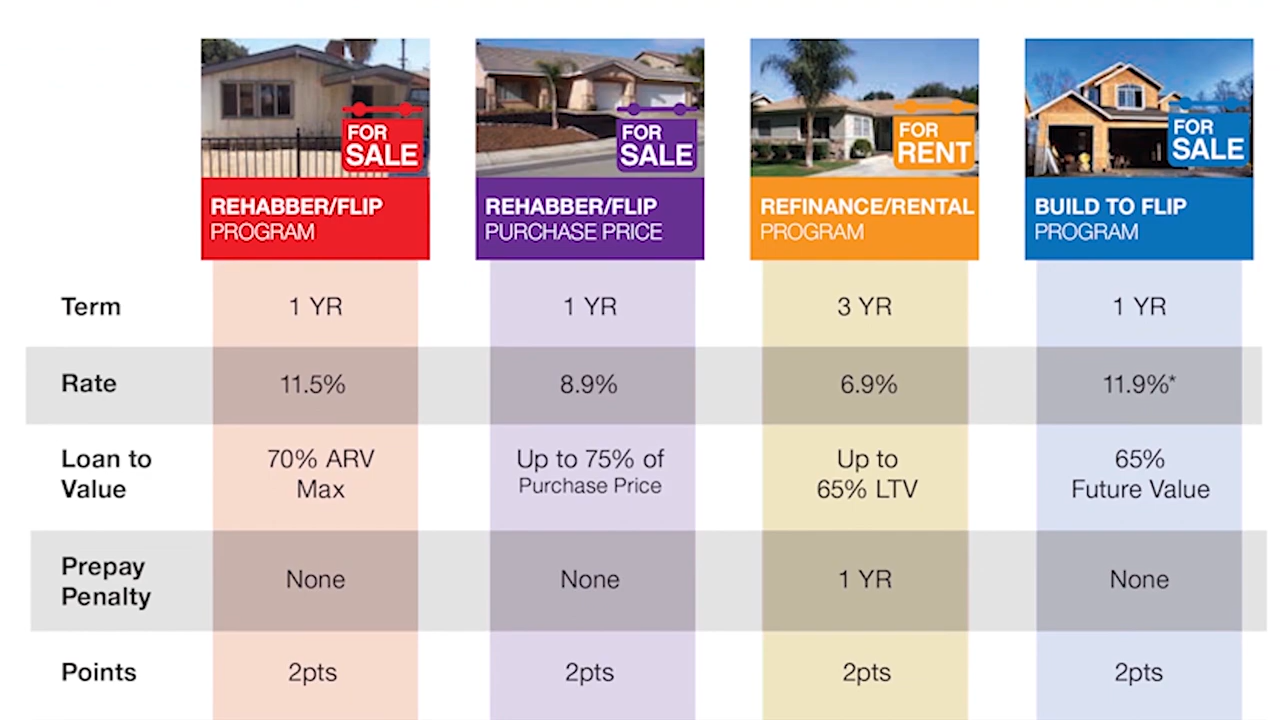 FOR
SALE
FOR
SALE
FOR
RENT
FOR
SALE
REHABBER/FLIP
PROGRAM
REHABBER/FLIP
PURCHASE PRICE
REFINANCE/RENTAL
PROGRAM
BUILD TO FLIP
PROGRAM
Term 1 YR 1 YR 3 YR 1 YR
Rate 11.5% 8.9% 6.9% 11.9%*
Loan to
Value
70% ARV
Max
Up to 75% of
Purchase Price
Up to
65% LTV
65%
Future Value
Prepay
Penalty
None None 1 YR None
Points 2pts 2pts 2pts 2pts